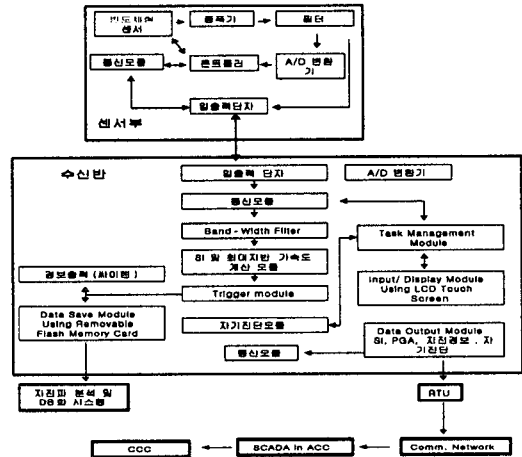 반도체형
센서
증폭기
필터
통신모듈
콘트롤러
A/D 변환
기
입출력단자
센서부
수신반
입출력 단자
A/D 변환기
통신모듈
Band - Width Filter
Task Management
Module
SI 및 최대지반 가속도
계산 모듈
경보출력 (싸이렌)
Trigger module
Input/ Display Module
Using LCD Touch
Screen
Data Save Module
Using Removable
Flash Memory Card
자기진단모듈
Data Output Module
SI, PGA, 지진경보 , 자
기진단
통신모듈
지진파 분석 및
DB화 시스템
RTU
CCC
SCADA in ACC
Comm. Network